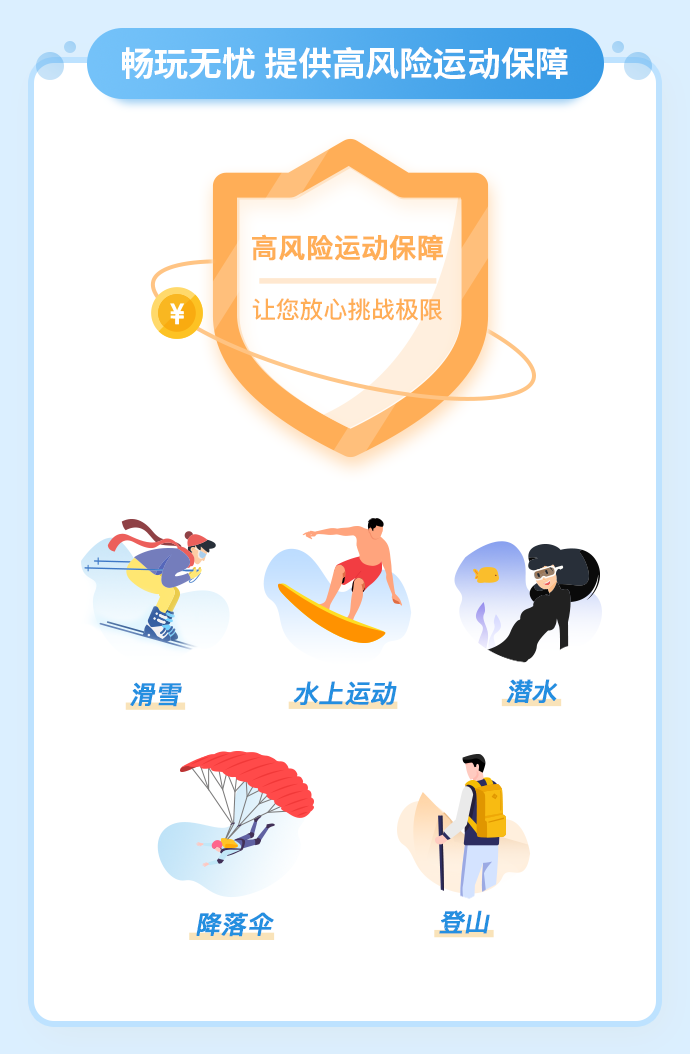 畅玩无忧 提供高风险运动保障
高风险运动保障
让您放心挑战极限
¥
滑雪
水上运动
潜水
降落伞
登山